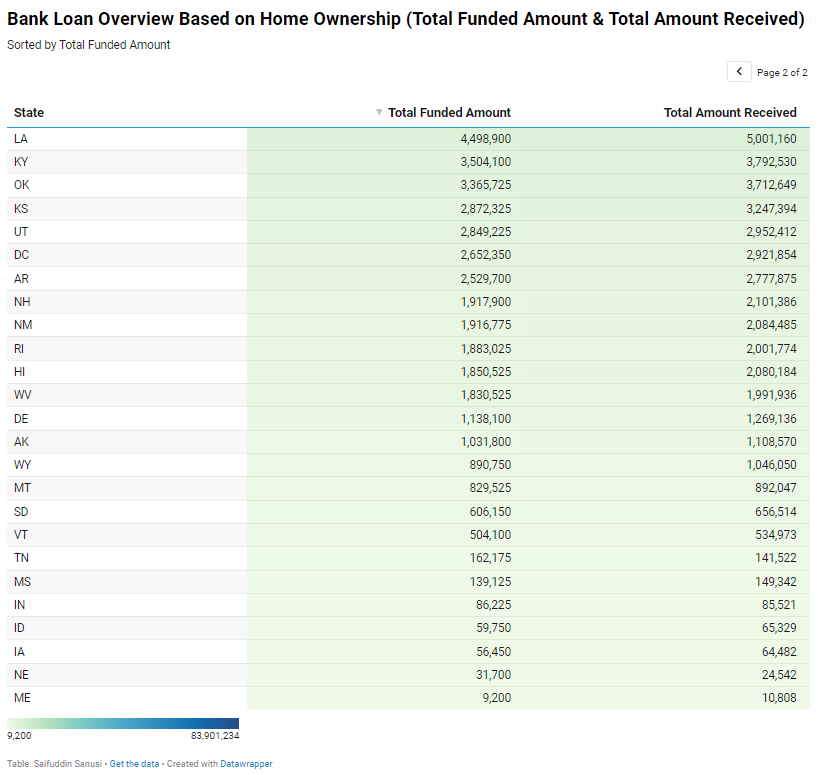 Bank Loan Overview Based on Home Ownership (Total Funded Amount & Total Amount Received)
Sorted by Total Funded Amount
Page 2 of 2
State Total Funded Amount Total Amount Received
LA 4,498,900 5,001,160
KY 3,504,100 3,792,530
OK 3,365,725 3,712,649
KS 2,872,325 3,247,394
UT 2,849,225 2,952,412
DC 2,652,350 2,921,854
AR 2,529,700 2,777,875
NH 1,917,900 2,101,386
NM 1,916,775 2,084,485
RI 1,883,025 2,001,774
HI 1,850,525 2,080,184
WV 1,830,525 1,991,936
DE 1,138,100 1,269,136
AK 1,031,800 1,108,570
WY 890,750 1,046,050
MT 829,525 892,047
SD 606,150 656,514
VT 504,100 534,973
TN 162,175 141,522
MS 139,125 149,342
IN 86,225 85,521
ID 59,750 65,329
IA 56,450 64,482
NE 31,700 24,542
ME 9,200 10,808
9,200 83,901,234
Table: Saifuddin Sanusi • Get the data • Created with Datawrapper